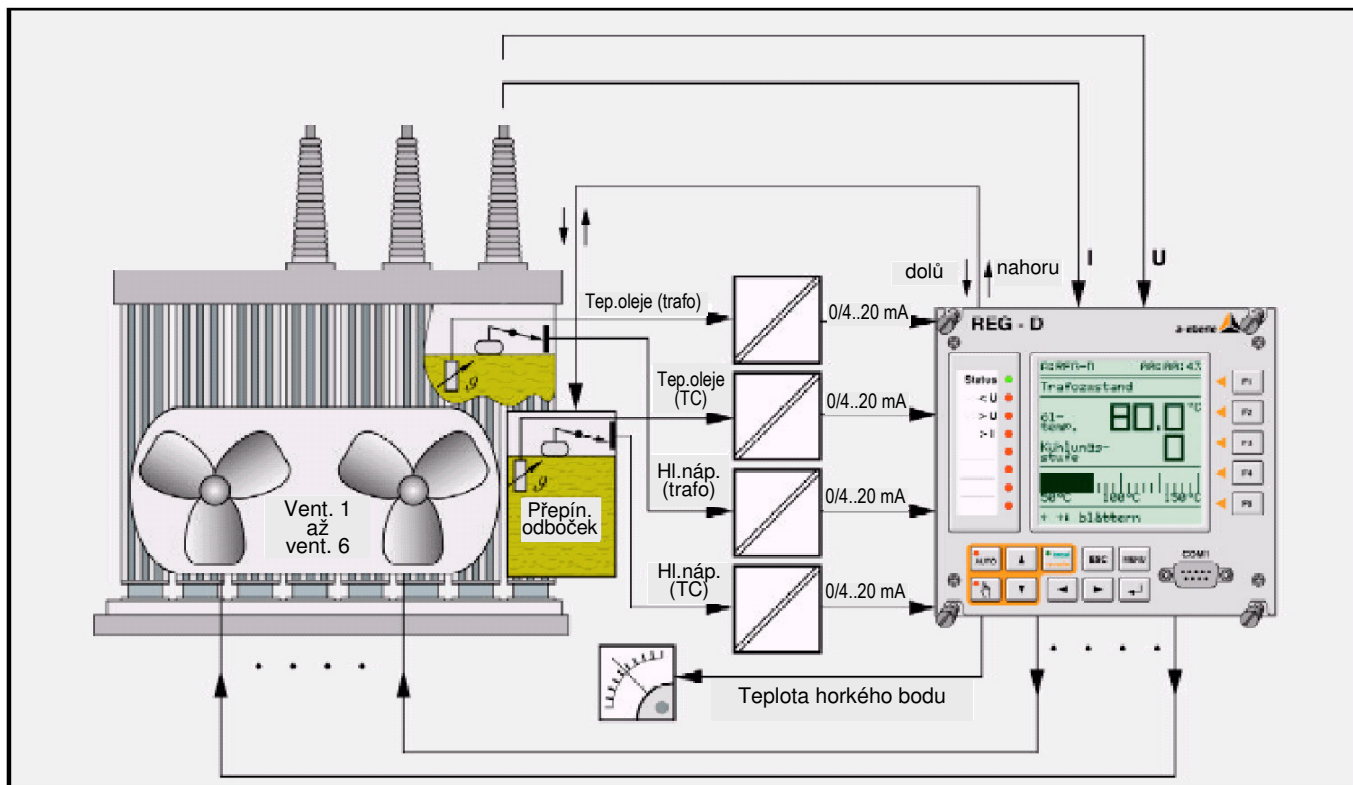 I
U
dolů
nahoru
Tep.oleje (trafo)
0/4..20 mA
REG - D
a-eberle
Tep.oleje
(TC)
0/4..20 mA
Status
< U
> U
> I
Trafozustand
öl-
temp.
80.0 °C
Kühlungs-
stufe
0
50°C 100°C 150°C
blättern
F1
F2
F3
F4
F5
Hl.náp.
(trafo)
0/4..20 mA
Vent. 1
až
vent. 6
Přepín.
odboček
ϑ
ϑ
Hl.náp.
(TC)
0/4..20 mA
AUTO
ESC
MENU
COM1
Teplota horkého bodu